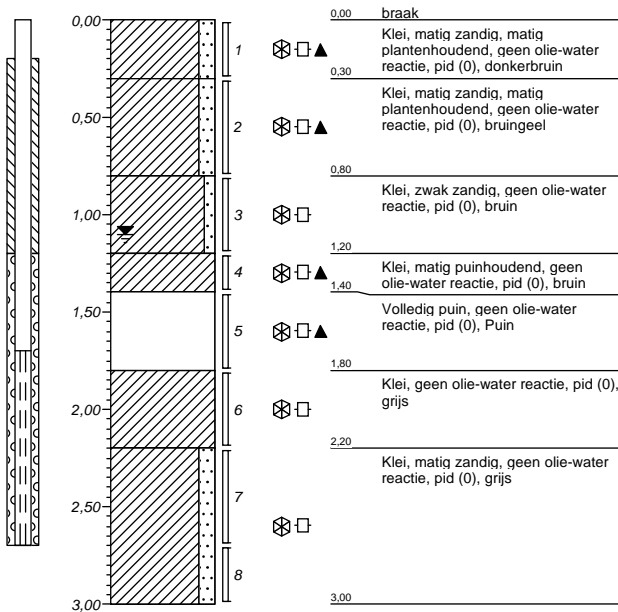 0,00
0,50
1,00
1,50
2,00
2,50
3,00
1
2
3
4
5
6
7
8
0,00
braak
Klei, matig zandig, matig
plantenhoudend, geen olie-water
reactie, pid (0), donkerbruin
0,30
Klei, matig zandig, matig
plantenhoudend, geen olie-water
reactie, pid (0), bruingeel
0,80
Klei, zwak zandig, geen olie-water
reactie, pid (0), bruin
1,20
Klei, matig puinhoudend, geen
olie-water reactie, pid (0), bruin
1,40
Volledig puin, geen olie-water
reactie, pid (0), Puin
1,80
Klei, geen olie-water reactie, pid (0),
grijs
2,20
Klei, matig zandig, geen olie-water
reactie, pid (0), grijs
3,00